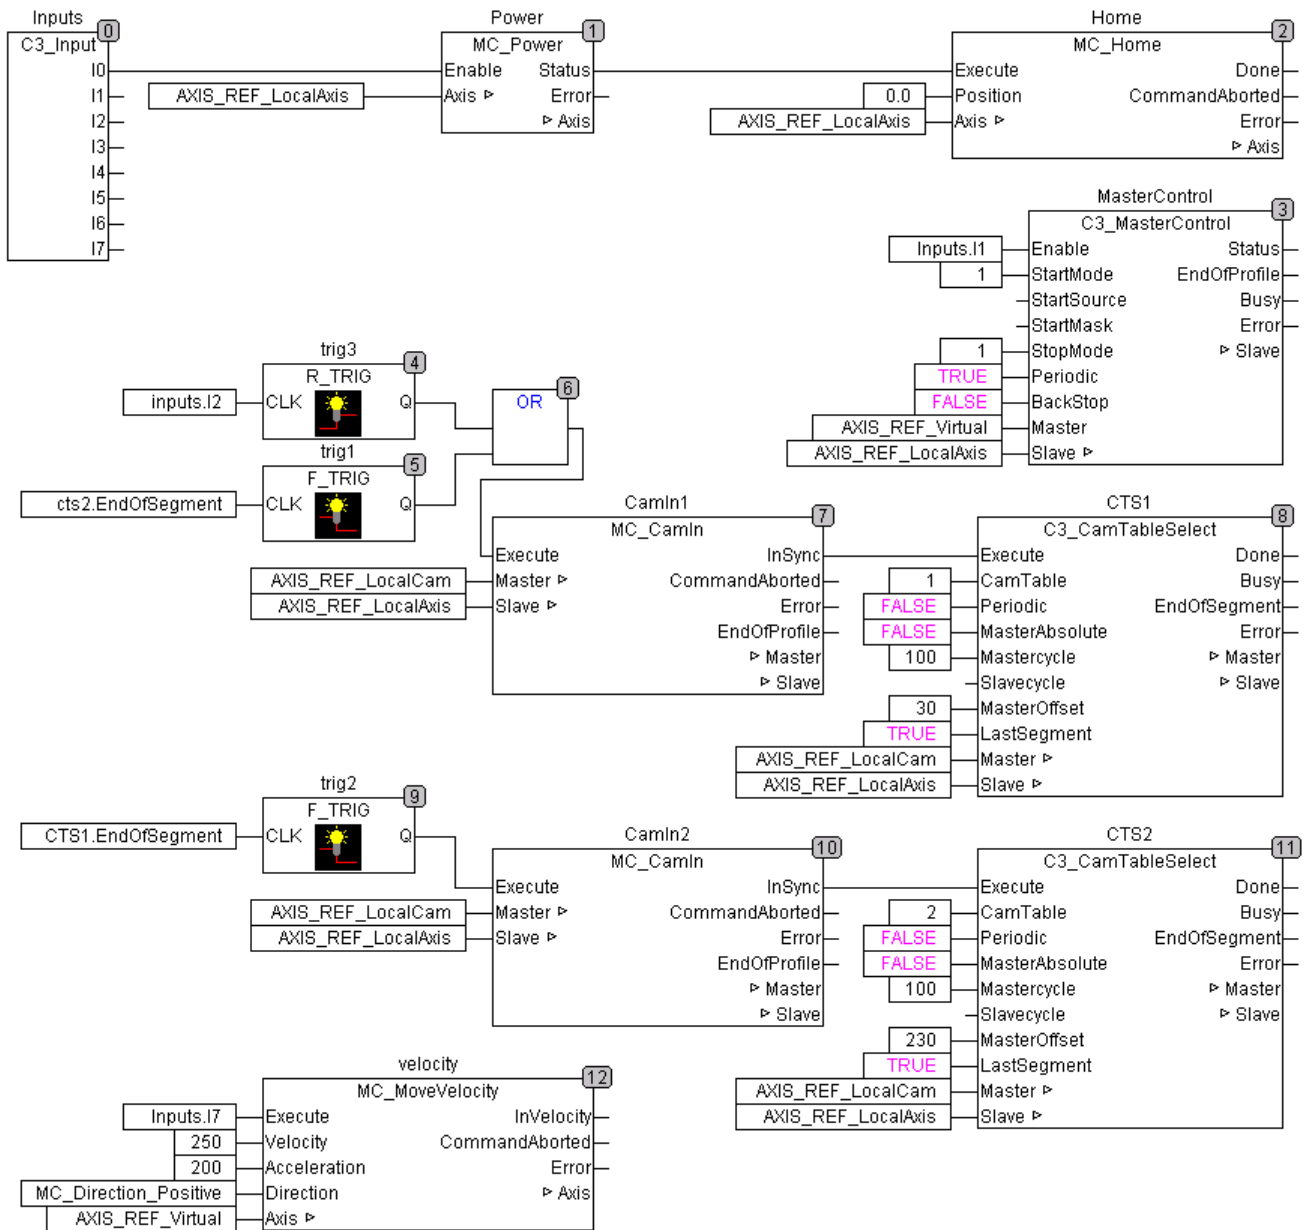 Inputs
0
C3_Input
I0
I1
I2
I3
I4
I5
I6
I7
Power
1
MC_Power
Enable Status
AXIS_REF_LocalAxis Axis Error
Axis
Home
2
MC_Home
Execute Done
0.0 Position CommandAborted
AXIS_REF_LocalAxis Axis Error
Axis
MasterControl
3
C3_MasterControl
Inputs.I1 Enable Status
1 StartMode EndOfProfile
StartSource Busy
StartMask Error
1 StopMode Slave
TRUE Periodic
FALSE BackStop
AXIS_REF_Virtual Master
AXIS_REF_LocalAxis Slave
trig3
4
R_TRIG
inputs.I2 CLK Q
trig1
5
F_TRIG
cts2.EndOfSegment CLK Q
6
OR
CamIn1
7
MC_CamIn
Execute InSync
AXIS_REF_LocalCam Master CommandAborted
AXIS_REF_LocalAxis Slave Error
EndOfProfile
Master
Slave
CTS1
8
C3_CamTableSelect
Execute Done
1 CamTable Busy
FALSE Periodic EndOfSegment
FALSE MasterAbsolute Error
100 Mastercycle Master
Slavecycle Slave
30 MasterOffset
TRUE LastSegment
AXIS_REF_LocalCam Master
AXIS_REF_LocalAxis Slave
trig2
9
F_TRIG
CTS1.EndOfSegment CLK Q
CamIn2
10
MC_CamIn
Execute InSync
AXIS_REF_LocalCam Master CommandAborted
AXIS_REF_LocalAxis Slave Error
EndOfProfile
Master
Slave
CTS2
11
C3_CamTableSelect
Execute Done
2 CamTable Busy
FALSE Periodic EndOfSegment
FALSE MasterAbsolute Error
100 Mastercycle Master
Slavecycle Slave
230 MasterOffset
TRUE LastSegment
AXIS_REF_LocalCam Master
AXIS_REF_LocalAxis Slave
velocity
12
MC_MoveVelocity
Inputs.I7 Execute InVelocity
250 Velocity CommandAborted
200 Acceleration Error
MC_Direction_Positive Direction Axis
AXIS_REF_Virtual Axis